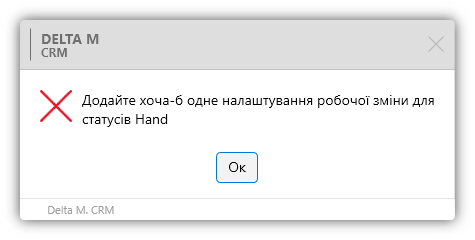 DELTA M
CRM
Додайте хоча-б одне налаштування робочої зміни для
статусів Hand
Ок
Delta M. CRM